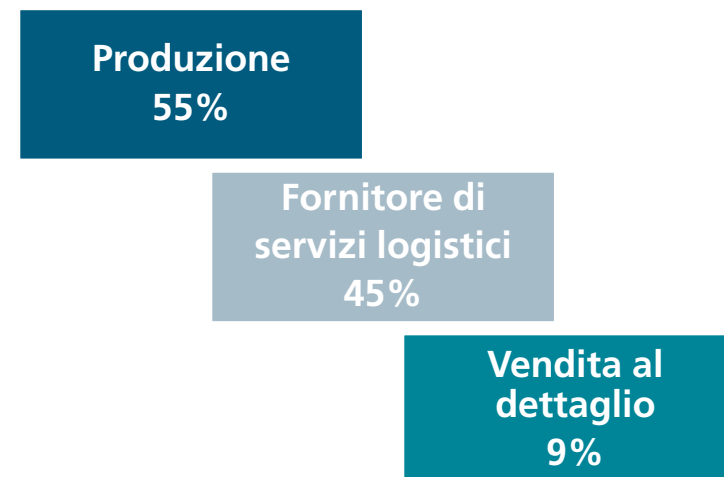 Produzione
55%
Fornitore di
servizi logistici
45%
Vendita al
dettaglio
9%